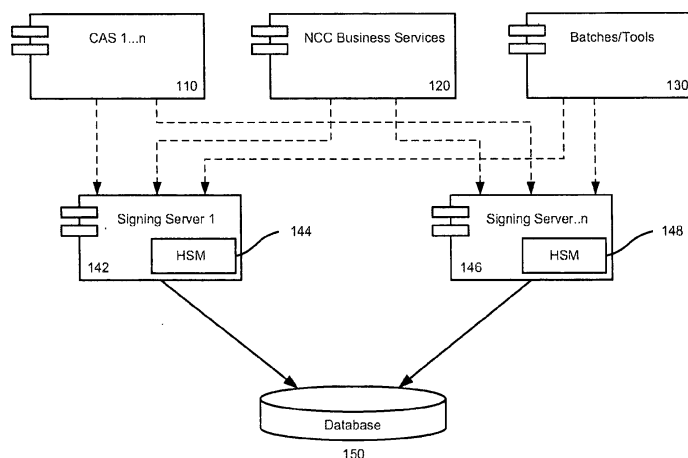 CAS 1...n
110
NCC Business Services
120
Batches/Tools
130
Signing Server 1
HSM
142
144
Signing Server..n
HSM
146
148
Database
150